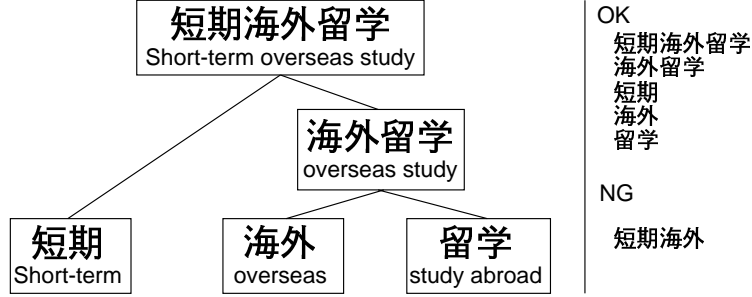 短期海外留学
Short-term overseas study
海外留学
overseas study
短期
Short-term
海外
overseas
留学
study abroad
OK
短期海外留学
海外留学
短期
海外
留学
NG
短期海外